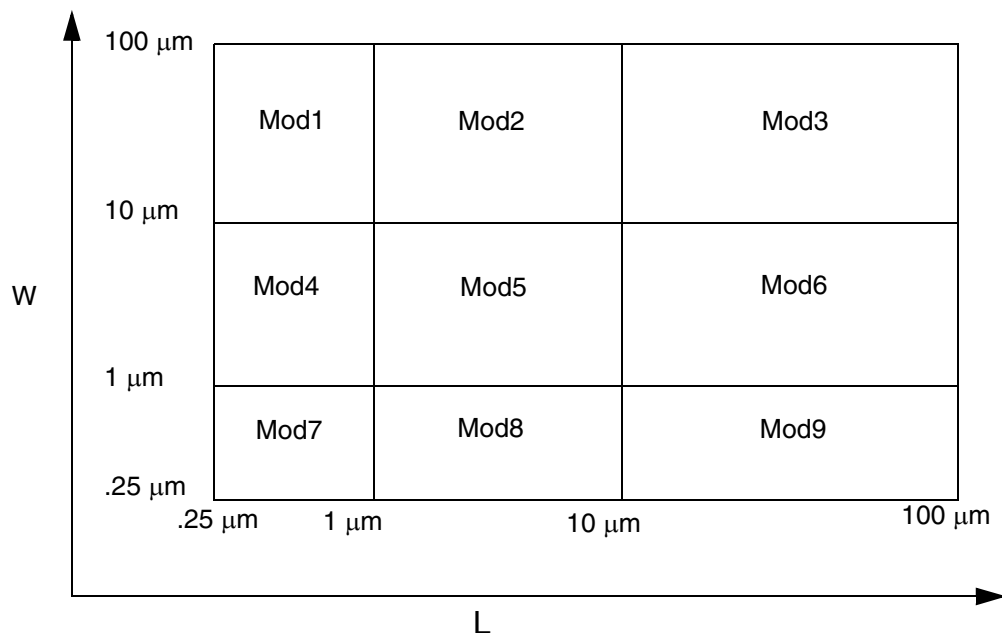 100 μm
Mod1 Mod2 Mod3
10 μm
Mod4 Mod5 Mod6
W
1 μm
Mod7 Mod8 Mod9
.25 μm
.25 μm 1 μm 10 μm 100 μm
L